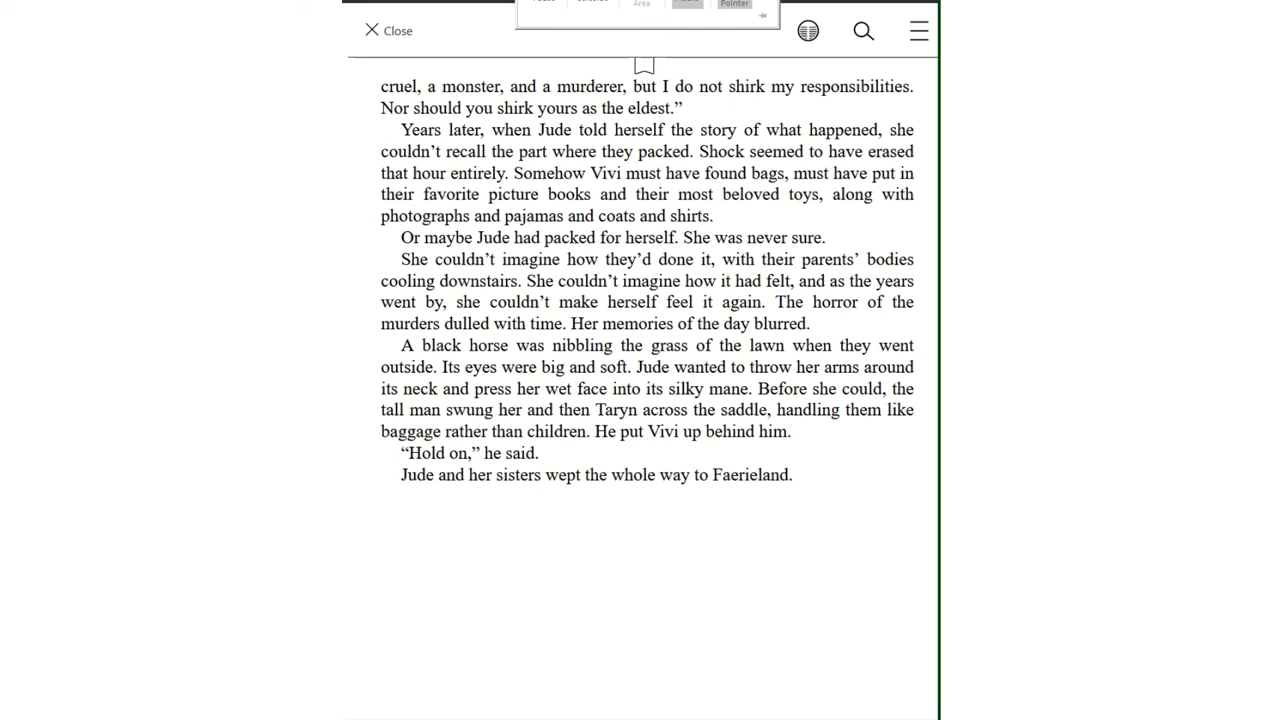 Area
Pointer
Close
cruel, a monster, and a murderer, but I do not shirk my responsibilities.
Nor should you shirk yours as the eldest.”
Years later, when Jude told herself the story of what happened, she
couldn’t recall the part where they packed. Shock seemed to have erased
that hour entirely. Somehow Vivi must have found bags, must have put in
their favorite picture books and their most beloved toys, along with
photographs and pajamas and coats and shirts.
Or maybe Jude had packed for herself. She was never sure.
She couldn’t imagine how they’d done it, with their parents’ bodies
cooling downstairs. She couldn’t imagine how it had felt, and as the years
went by, she couldn’t make herself feel it again. The horror of the
murders dulled with time. Her memories of the day blurred.
A black horse was nibbling the grass of the lawn when they went
outside. Its eyes were big and soft. Jude wanted to throw her arms around
its neck and press her wet face into its silky mane. Before she could, the
tall man swung her and then Taryn across the saddle, handling them like
baggage rather than children. He put Vivi up behind him.
“Hold on,” he said.
Jude and her sisters wept the whole way to Faerieland.